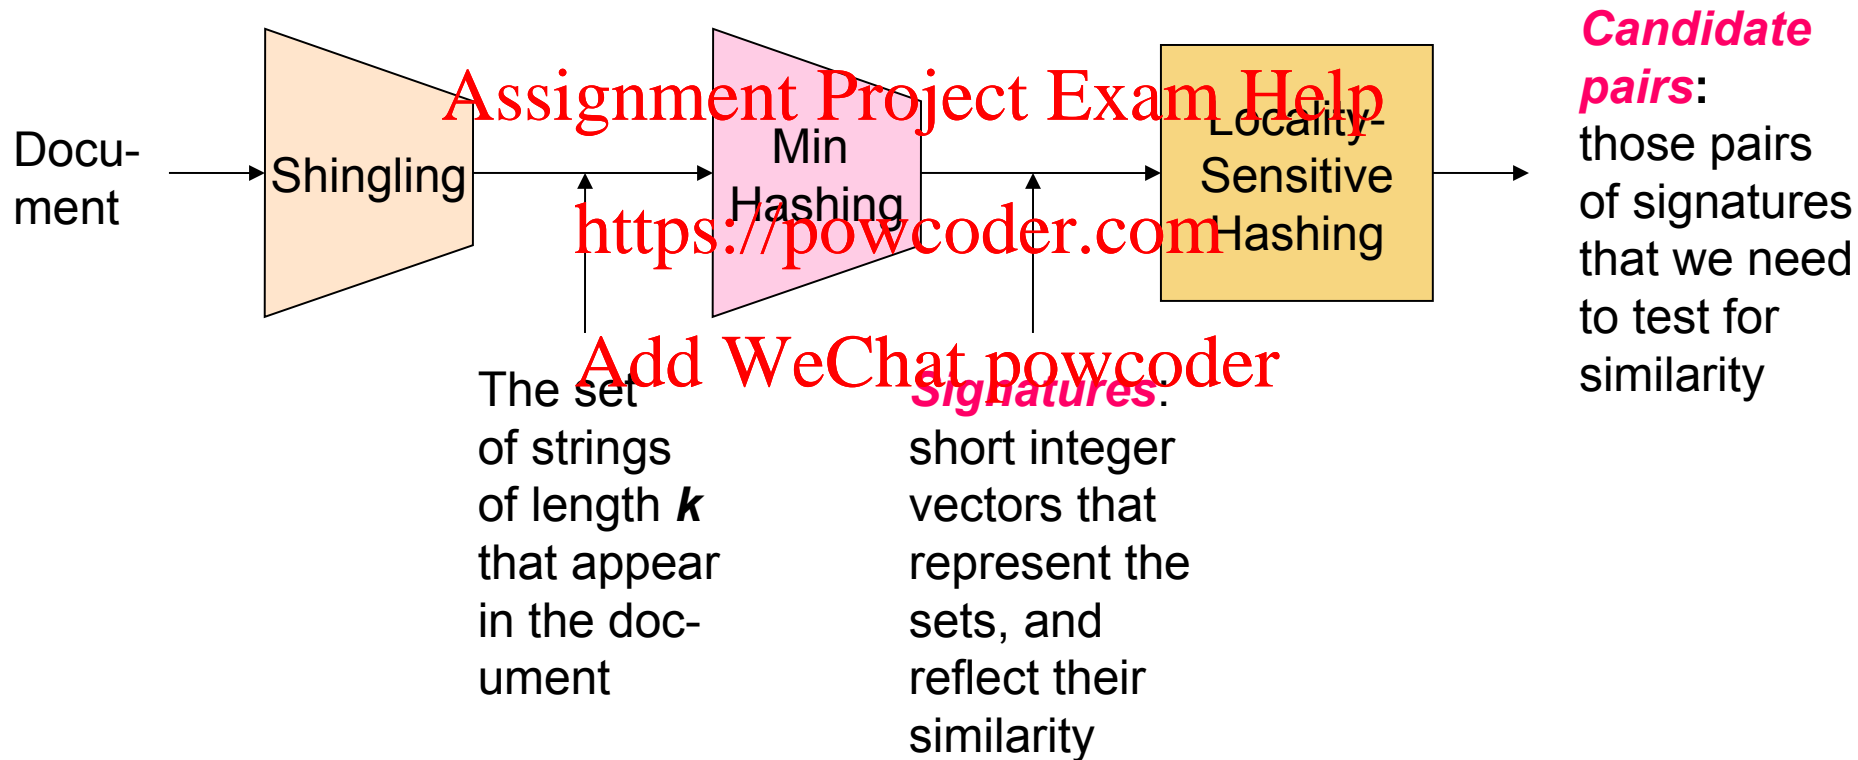 Docu-
ment
Shingling
Min
Hashing
Locality-
Sensitive
Hashing
Candidate
pairs:
those pairs
of signatures
that we need
to test for
similarity
The set
of strings
of length k
that appear
in the doc-
ument
Signatures:
short integer
vectors that
represent the
sets, and
reflect their
similarity
Assignment Project Exam Help
https://powcoder.com
Add WeChat powcoder